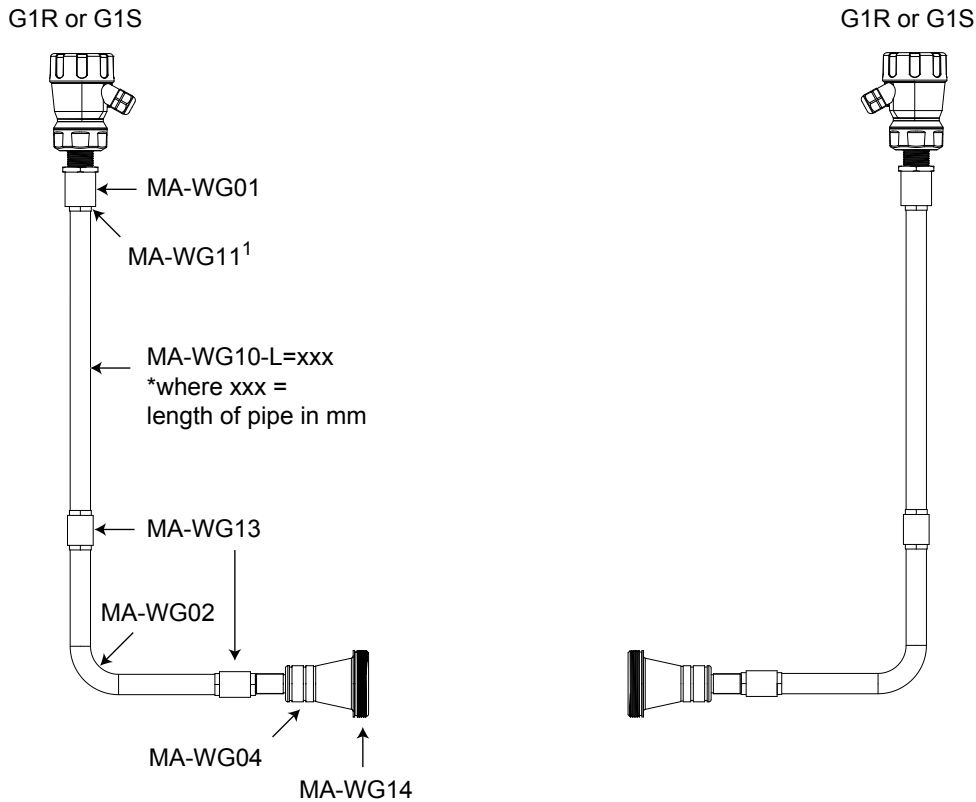 G1R or G1S
G1R or G1S
MA-WG01
MA-WG11¹
MA-WG10-L=xxx
*where xxx =
length of pipe in mm
MA-WG13
MA-WG02
MA-WG04
MA-WG14